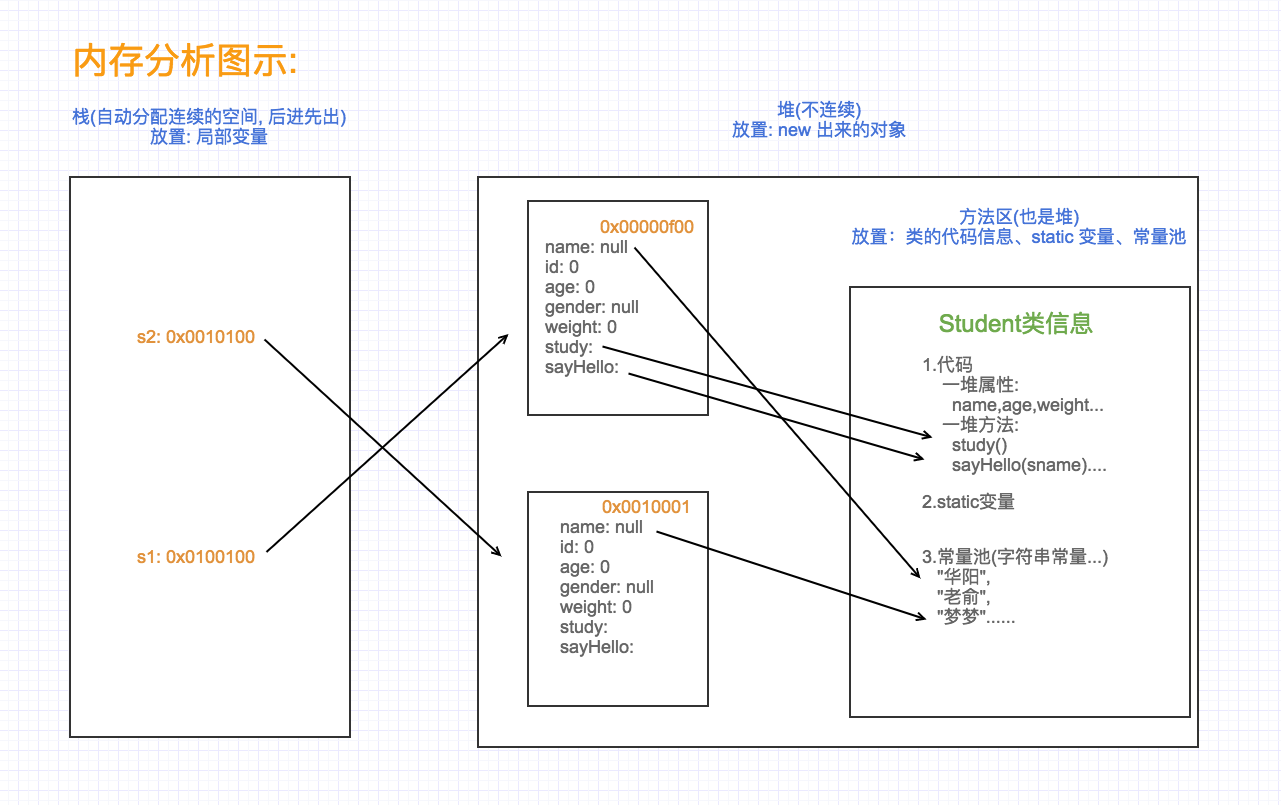 内存分析图示:
栈(自动分配连续的空间, 后进先出)
放置: 局部变量
堆(不连续)
放置: new 出来的对象
s2: 0x0010100
s1: 0x0100100
0x00000f00
name: null
id: 0
age: 0
gender: null
weight: 0
study:
sayHello:
0x0010001
name: null
id: 0
age: 0
gender: null
weight: 0
study:
sayHello:
方法区(也是堆)
放置：类的代码信息、static 变量、常量池
Student类信息
1.代码
一堆属性:
name,age,weight...
一堆方法:
study()
sayHello(sname)....
2.static变量
3.常量池(字符串常量...)
"华阳",
"老俞",
"梦梦"......